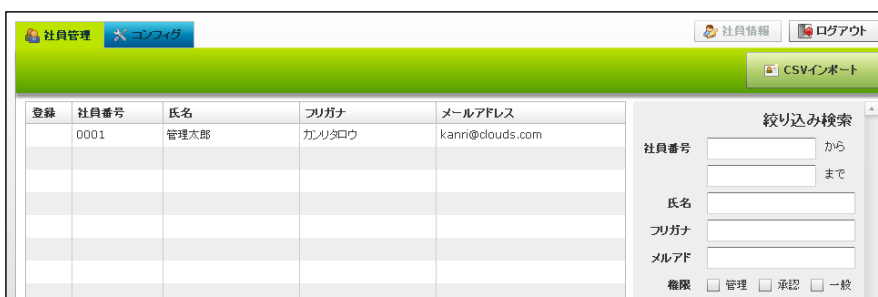 社員管理 コンフィグ 社員情報 ログアウト
CSVインポート
登録 社員番号 氏名 フリガナ メールアドレス
0001 管理太郎 カンリタロウ kanri@clouds.com
絞り込み検索
社員番号 から
まで
氏名
フリガナ
メルアド
権限 管理 承認 一般